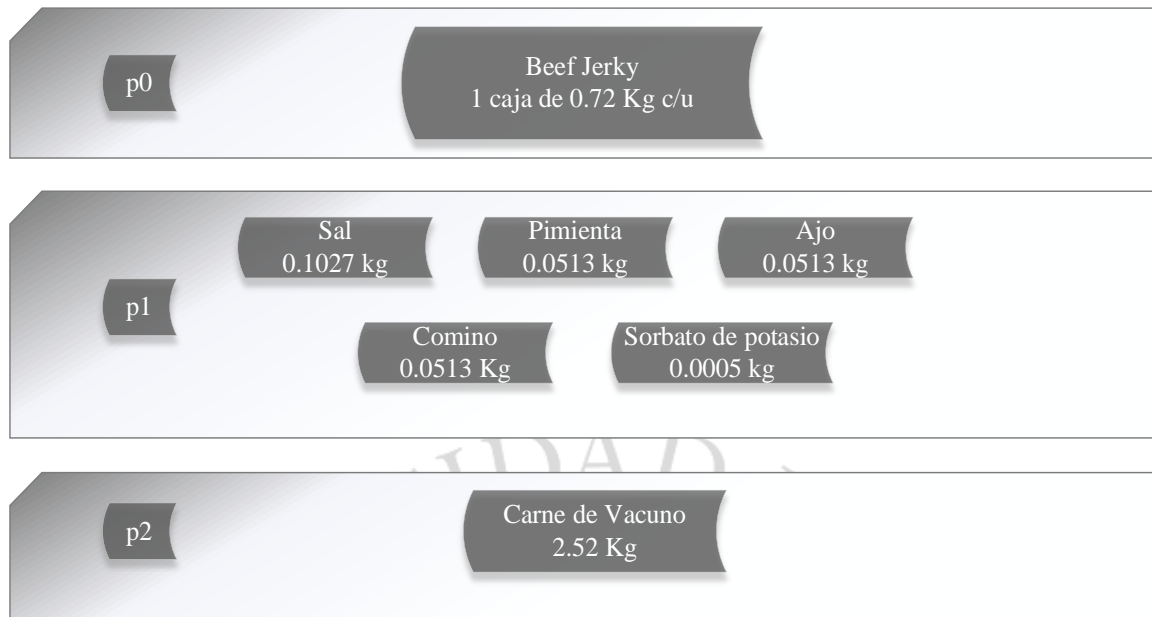 p0
Beef Jerky
1 caja de 0.72 Kg c/u
p1
Sal
0.1027 kg
Pimienta
0.0513 kg
Ajo
0.0513 kg
Comino
0.0513 Kg
Sorbato de potasio
0.0005 kg
p2
Carne de Vacuno
2.52 Kg